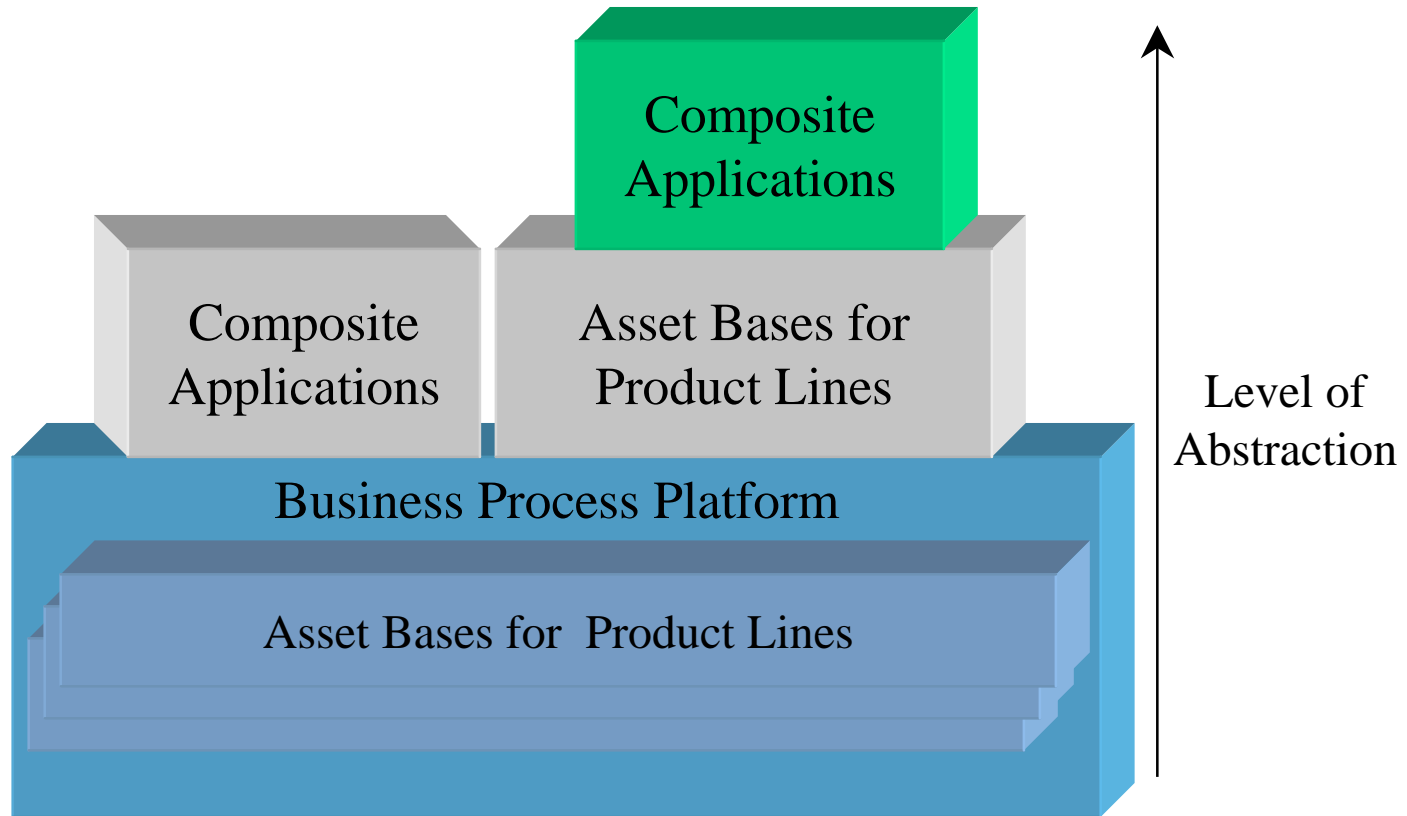 Composite
Applications
Composite
Applications
Asset Bases for
Product Lines
Level of
Abstraction
Business Process Platform
Asset Bases for  Product Lines